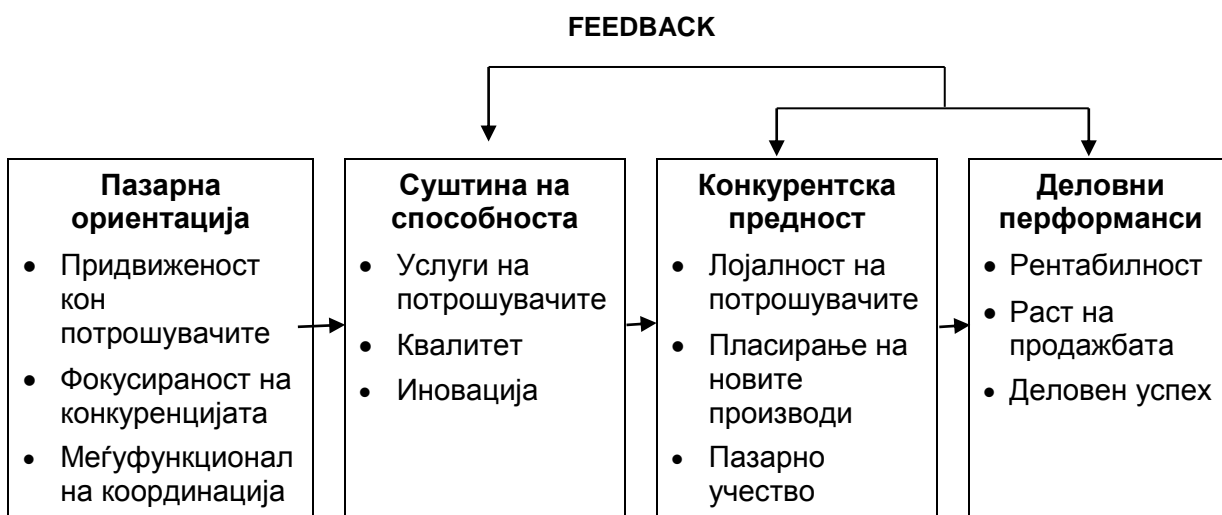 FEEDBACK
Пазарна
ориентација
• Придвиженост
кон
потрошувачите
• Фокусираност на
конкуренцијата
• Меѓуфункционал
на координација
Суштина на
способноста
• Услуги на
потрошувачите
• Квалитет
• Иновација
Конкурентска
предност
• Лојалност на
потрошувачите
• Пласирање на
новите
производи
• Пазарно
учество
Деловни
перформанси
• Рентабилност
• Раст на
продажбата
• Деловен успех